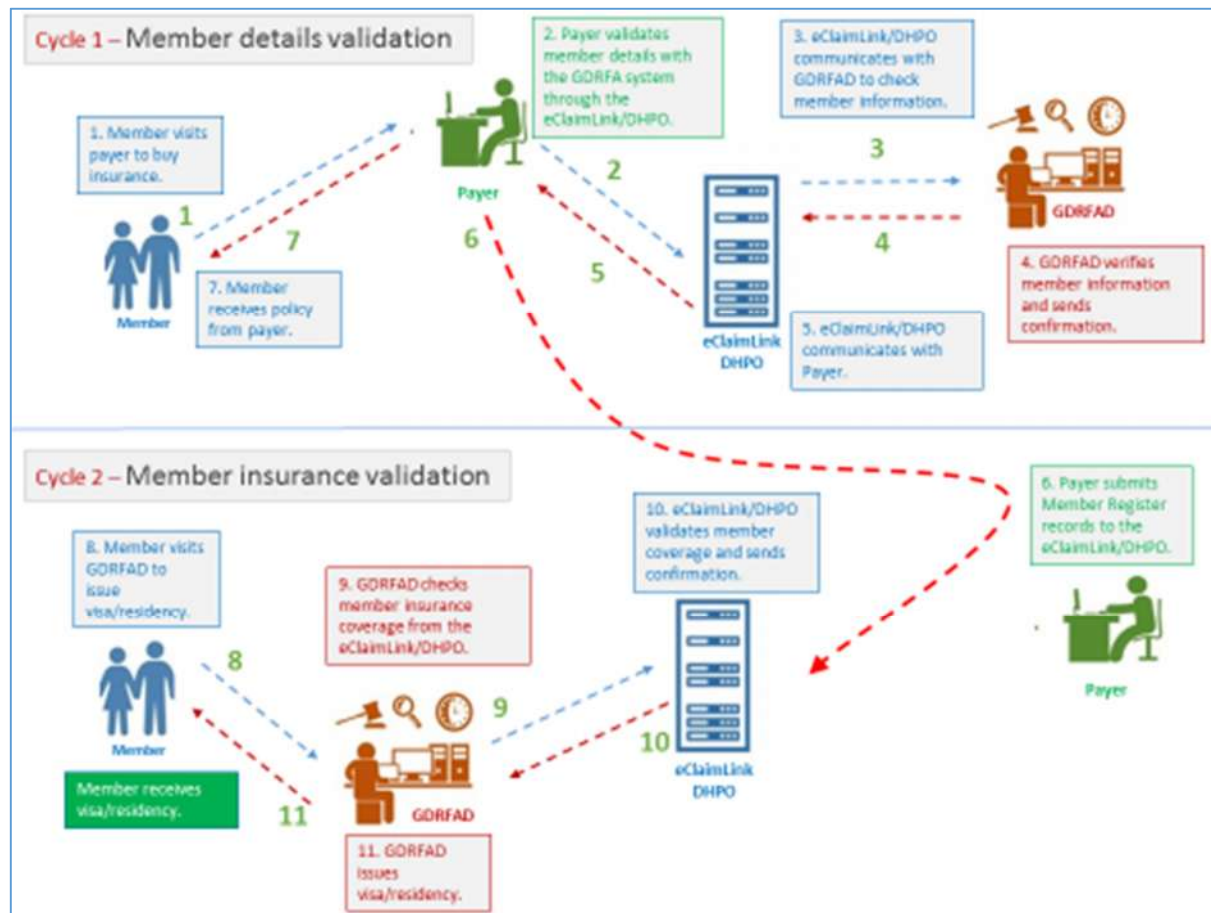 Cycle 1 – Member details validation
1. Member visits
payer to buy
insurance.
1
Member
7
7. Member
receives policy
from payer.
Payer
6
2. Payer validates
member details with
the GDRFA system
through the
eClaimLink/DHPO.
2
5
3. eClaimLink/DHPO
communicates with
GDRFAD to check
member information.
3
4
eClaimLink
DHPO
5. eClaimLink/DHPO
communicates with
Payer.
GDRFAD
4. GDRFAD verifies
member information
and sends
confirmation.
Cycle 2 – Member insurance validation
6. Payer submits
Member Register
records to the
eClaimLink/DHPO.
Payer
8. Member visits
GDRFAD to
issue
visa/residency.
8
Member
Member receives
visa/residency.
11
9. GDRFAD checks
member insurance
coverage from the
eClaimLink/DHPO.
9
GDRFAD
11. GDRFAD
issues
visa/residency.
10. eClaimLink/DHPO
validates member
coverage and sends
confirmation.
10
eClaimLink
DHPO